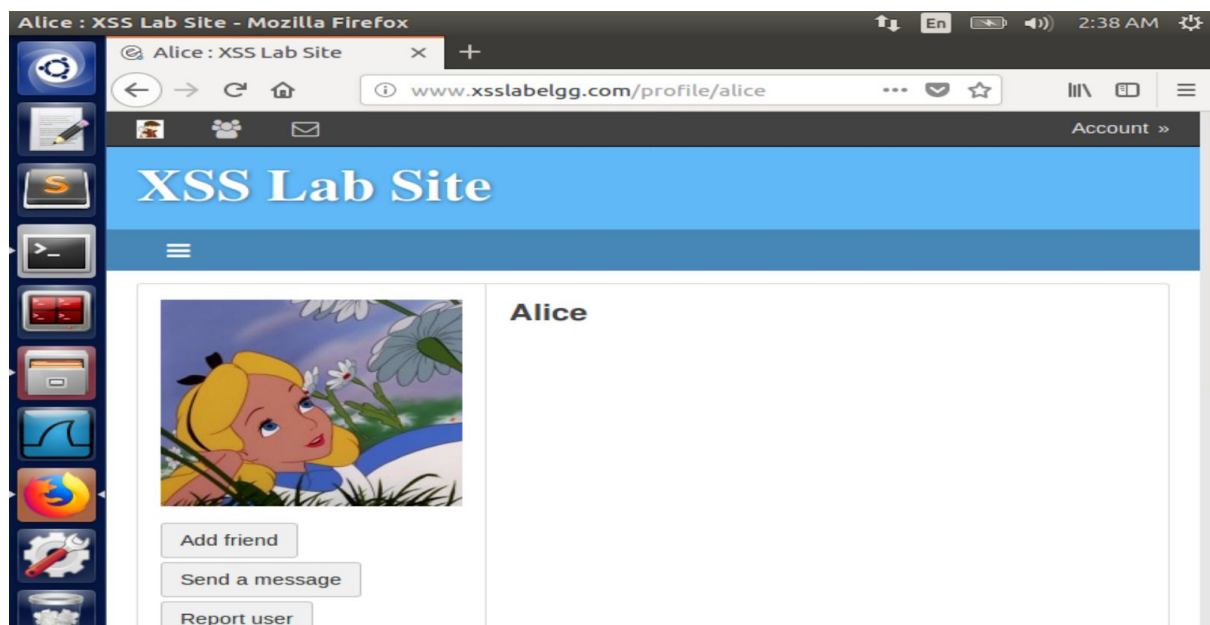 Alice : XSS Lab Site - Mozilla Firefox
En
2:38 AM
Alice : XSS Lab Site
www.xsslabelgg.com/profile/alice
Account »
XSS Lab Site
Alice
Add friend
Send a message
Report user